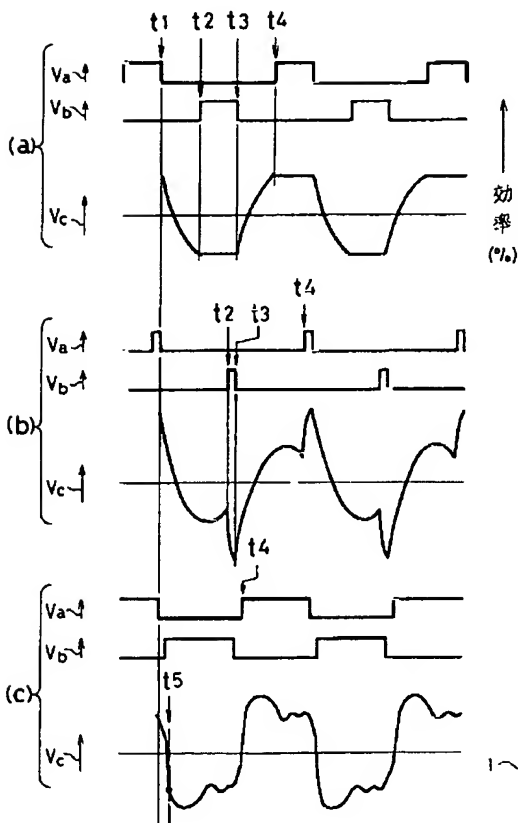 t1 t2 t3 t4
Va
Vb
(a)
Vc
効
率
(%)
t2 t3 t4
Va
Vb
(b)
Vc
t4
Va
Vb
(c)
t5
Vc
1